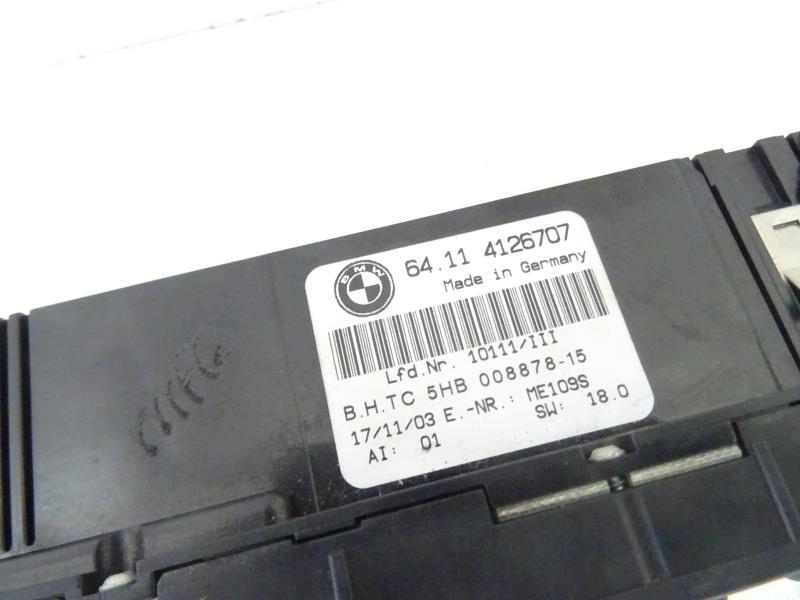 BMW
64.11 4126707
Made in Germany
Lfd.Nr. 10111/III
B.H.TC 5HB 008878-15
17/11/03 E.-NR.: ME109S
AI: 01 SW: 18.0